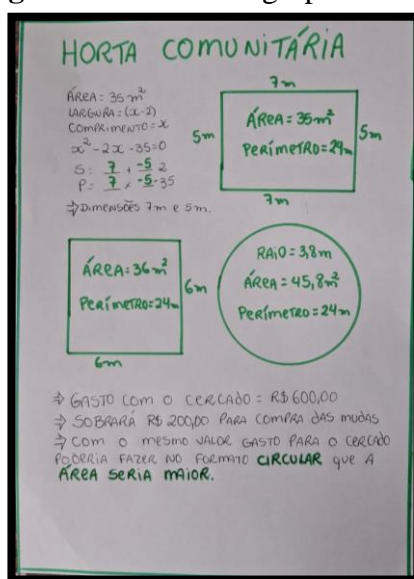 HORTA COMUNITÁRIA
ÁREA = 35 m²
LARGURA = (x-2)
COMPRIMENTO = x
x² - 2x - 35 = 0
S: 7 + -5 2
P: 7 x -5 -35
⇒ DIMENSÕES 7m e 5m.
7m
5m
ÁREA = 35m²
PERÍMETRO = 24m
5m
7m
ÁREA = 36m²
PERÍMETRO = 24m
6m
6m
RAIO = 3,8m
ÁREA = 45,8m²
PERÍMETRO = 24m
⇒ GASTO COM O CERCADO = R$ 600,00
⇒ SOBRARÁ R$ 200,00 PARA COMPRA DAS MUDAS
⇒ COM O MESMO VALOR GASTO PARA O CERCADO
PODERIA FAZER NO FORMATO CIRCULAR QUE A
ÁREA SERIA MAIOR.